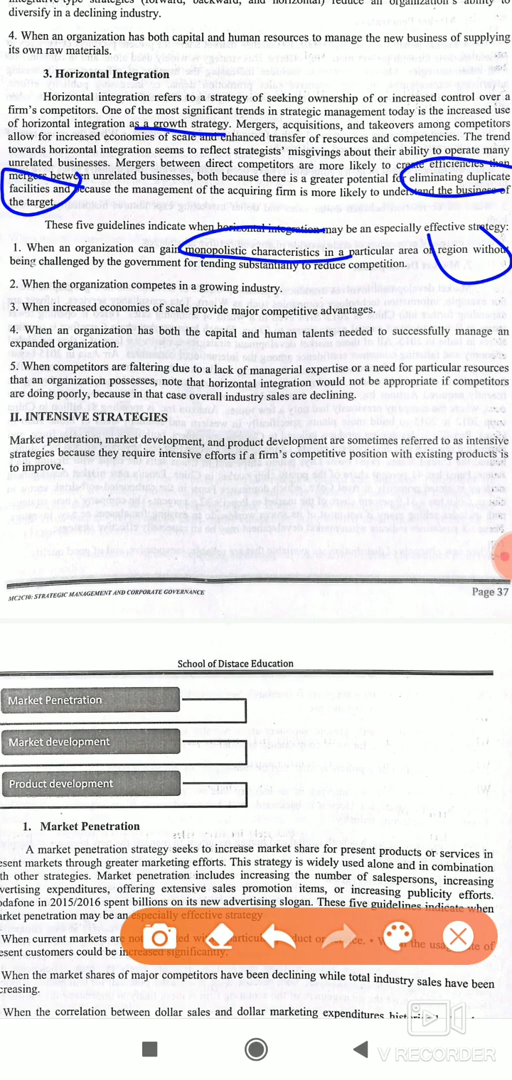 diversify in a declining industry.
4. When an organization has both capital and human resources to manage the new business of supplying
its own raw materials.
3. Horizontal Integration
Horizontal integration refers to a strategy of seeking ownership of or increased control over a
firm's competitors. One of the most significant trends in strategic management today is the increased use
of horizontal integration as a growth strategy. Mergers, acquisitions, and takeovers among competitors
allow for increased economies of scale and enhanced transfer of resources and competencies. The trend
towards horizontal integration seems to reflect strategists' misgivings about their ability to operate many
unrelated businesses. Mergers between direct competitors are more likely to create efficiencies than
mergers between unrelated businesses, both because there is a greater potential for eliminating duplicate
facilities and because the management of the acquiring firm is more likely to understand the business of
the target.
These five guidelines indicate when horizontal integration may be an especially effective strategy:
1. When an organization can gain monopolistic characteristics in a particular area or region without
being challenged by the government for tending substantially to reduce competition.
2. When the organization competes in a growing industry.
3. When increased economies of scale provide major competitive advantages.
4. When an organization has both the capital and human talents needed to successfully manage an
expanded organization.
5. When competitors are faltering due to a lack of managerial expertise or a need for particular resources
that an organization possesses, note that horizontal integration would not be appropriate if competitors
are doing poorly, because in that case overall industry sales are declining.
II. INTENSIVE STRATEGIES
Market penetration, market development, and product development are sometimes referred to as intensive
strategies because they require intensive efforts if a firm's competitive position with existing products is
to improve.
MC2C10: STRATEGIC MANAGEMENT AND CORPORATE GOVERNANCE Page 37
School of Distace Education
Market Penetration
Market development
Product development
1. Market Penetration
A market penetration strategy seeks to increase market share for present products or services in
esent markets through greater marketing efforts. This strategy is widely used alone and in combination
th other strategies. Market penetration includes increasing the number of salespersons, increasing
vertising expenditures, offering extensive sales promotion items, or increasing publicity efforts.
odafone in 2015/2016 spent billions on its new advertising slogan. These five guidelines indicate when
arket penetration may be an especially effective strategy
When current markets are
esent customers could be increased significantly.
When the market shares of major competitors have been declining while total industry sales have been
creasing.
When the correlation between dollar sales and dollar marketing expenditures
V RECORDER